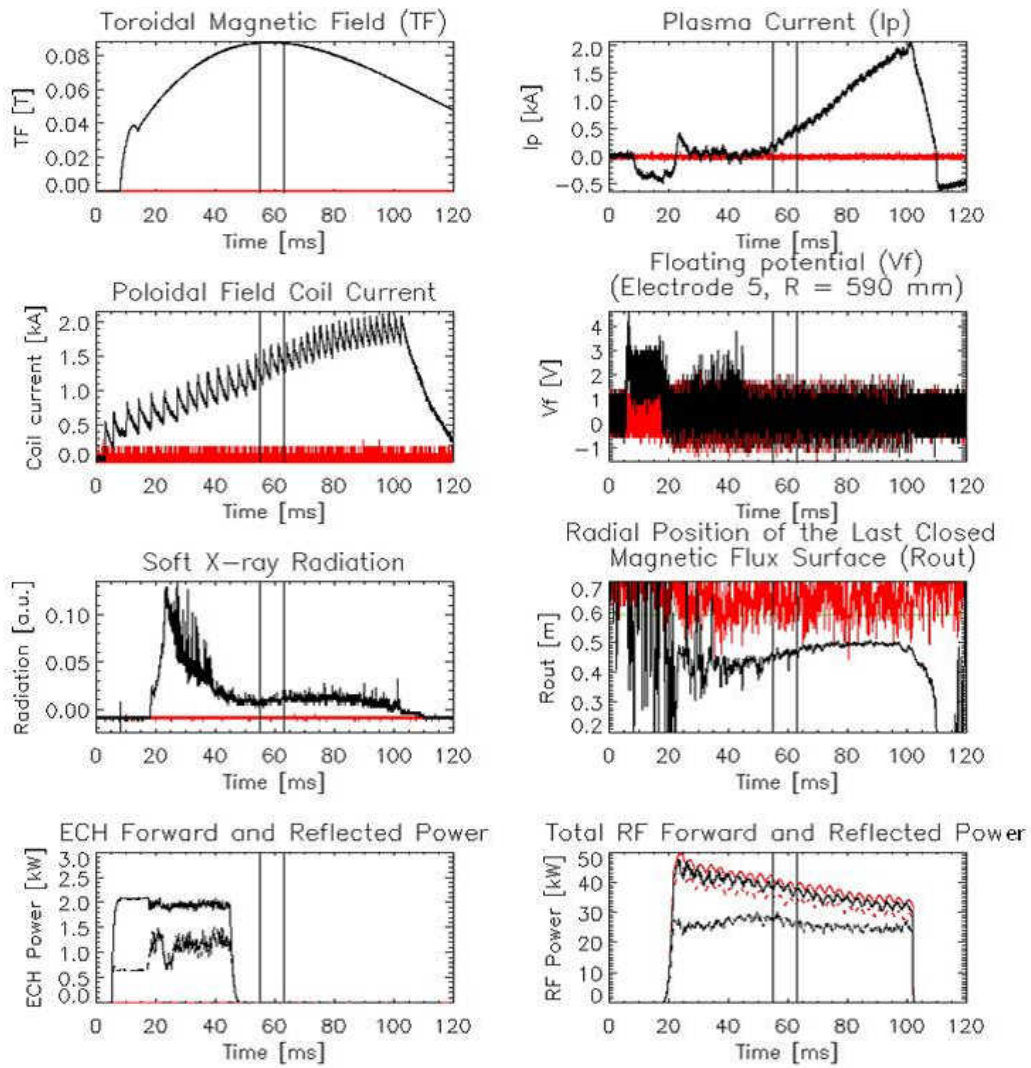 Toroidal Magnetic Field (TF)
TF [T]
0.08
0.06
0.04
0.02
0.00
0 20 40 60 80 100 120
Time [ms]
Plasma Current (Ip)
Ip [kA]
2.0
1.5
1.0
0.5
0.0
−0.5
0 20 40 60 80 100 120
Time [ms]
Poloidal Field Coil Current
Coil current [kA]
2.0
1.5
1.0
0.5
0.0
0 20 40 60 80 100 120
Time [ms]
Floating potential (Vf)
(Electrode 5, R = 590 mm)
Vf [V]
4
3
2
1
0
−1
0 20 40 60 80 100 120
Time [ms]
Soft X−ray Radiation
Radiation [a.u.]
0.10
0.05
0.00
0 20 40 60 80 100 120
Time [ms]
Radial Position of the Last Closed
Magnetic Flux Surface (Rout)
Rout [m]
0.7
0.6
0.5
0.4
0.3
0.2
0 20 40 60 80 100 120
Time [ms]
ECH Forward and Reflected Power
ECH Power [kW]
3.0
2.5
2.0
1.5
1.0
0.5
0.0
0 20 40 60 80 100 120
Time [ms]
Total RF Forward and Reflected Power
RF Power [kW]
50
40
30
20
10
0
0 20 40 60 80 100 120
Time [ms]